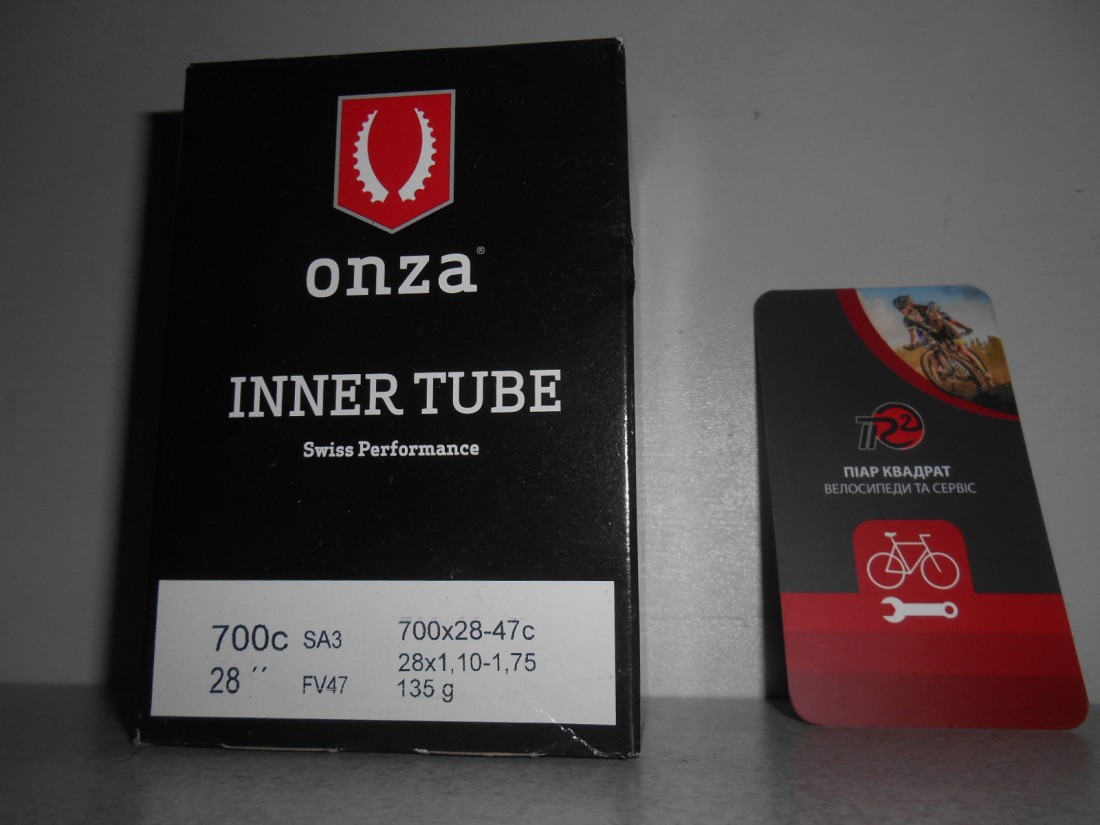 onza®
INNER TUBE
Swiss Performance
700c SA3
28 ´´ FV47
700x28-47c
28x1,10-1,75
135 g
ПR2
ПІАР КВАДРАТ
ВЕЛОСИПЕДИ ТА СЕРВІС